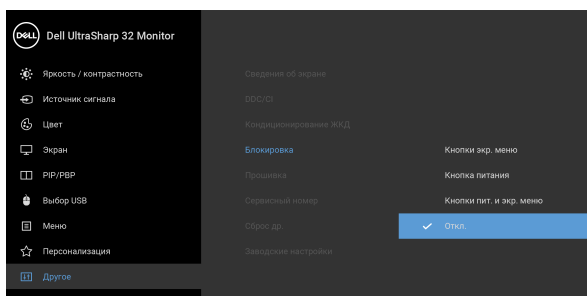 DELL
Dell UltraSharp 32 Monitor
Яркость / контрастность
Источник сигнала
Цвет
Экран
PIP/PBP
Выбор USB
Меню
Персонализация
Другое
Сведения об экране
DDC/CI
Кондиционирование ЖКД
Блокировка
Прошивка
Сервисный номер
Сброс др.
Заводские настройки
Кнопки экр. меню
Кнопка питания
Кнопки пит. и экр. меню
Откл.